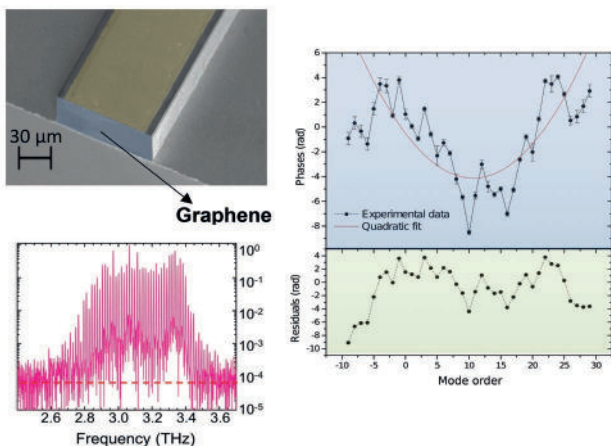 30 µm
Graphene
10⁰
10⁻¹
10⁻²
10⁻³
10⁻⁴
10⁻⁵
2.6 2.8 3.0 3.2 3.4 3.6
Frequency (THz)
6
4
2
0
-2
-4
-6
-8
Phases (rad)
Experimental data
Quadratic fit
4
2
0
-2
-4
-6
-8
-10
Residuals (rad)
-10 -5 0 5 10 15 20 25 30
Mode order